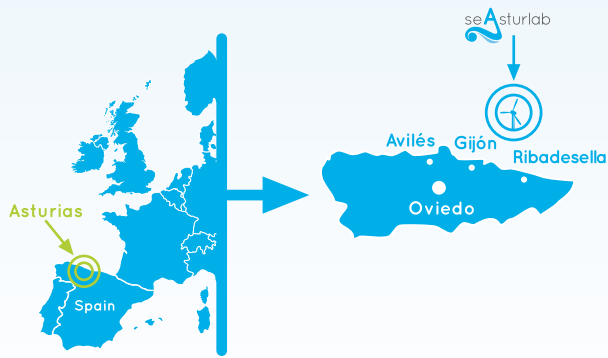 seAsturlab
Avilés
Gijón
Ribadesella
Asturias
Oviedo
Spain